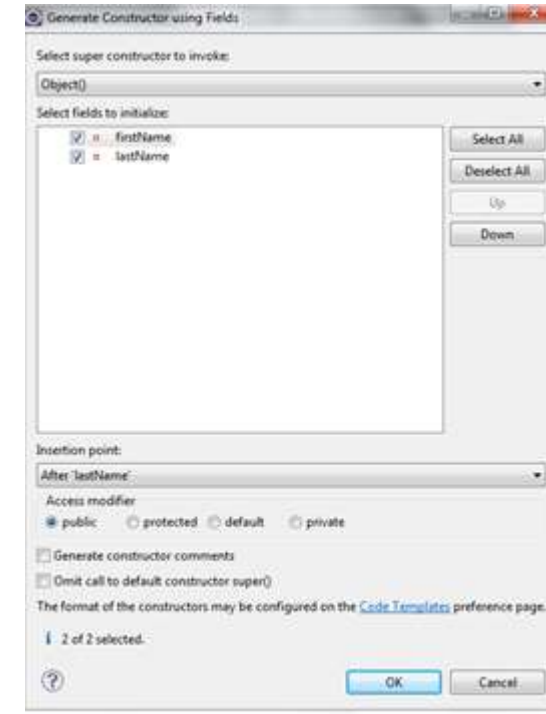 Generate Constructor using Fields
Select super constructor to invoke:
Object()
Select fields to initialize:
firstName
lastName
Select All
Deselect All
Up
Down
Insertion point:
After 'lastName'
Access modifier
public protected default private
Generate constructor comments
Omit call to default constructor super()
The format of the constructors may be configured on the Code Templates preference page.
i 2 of 2 selected.
?
OK Cancel